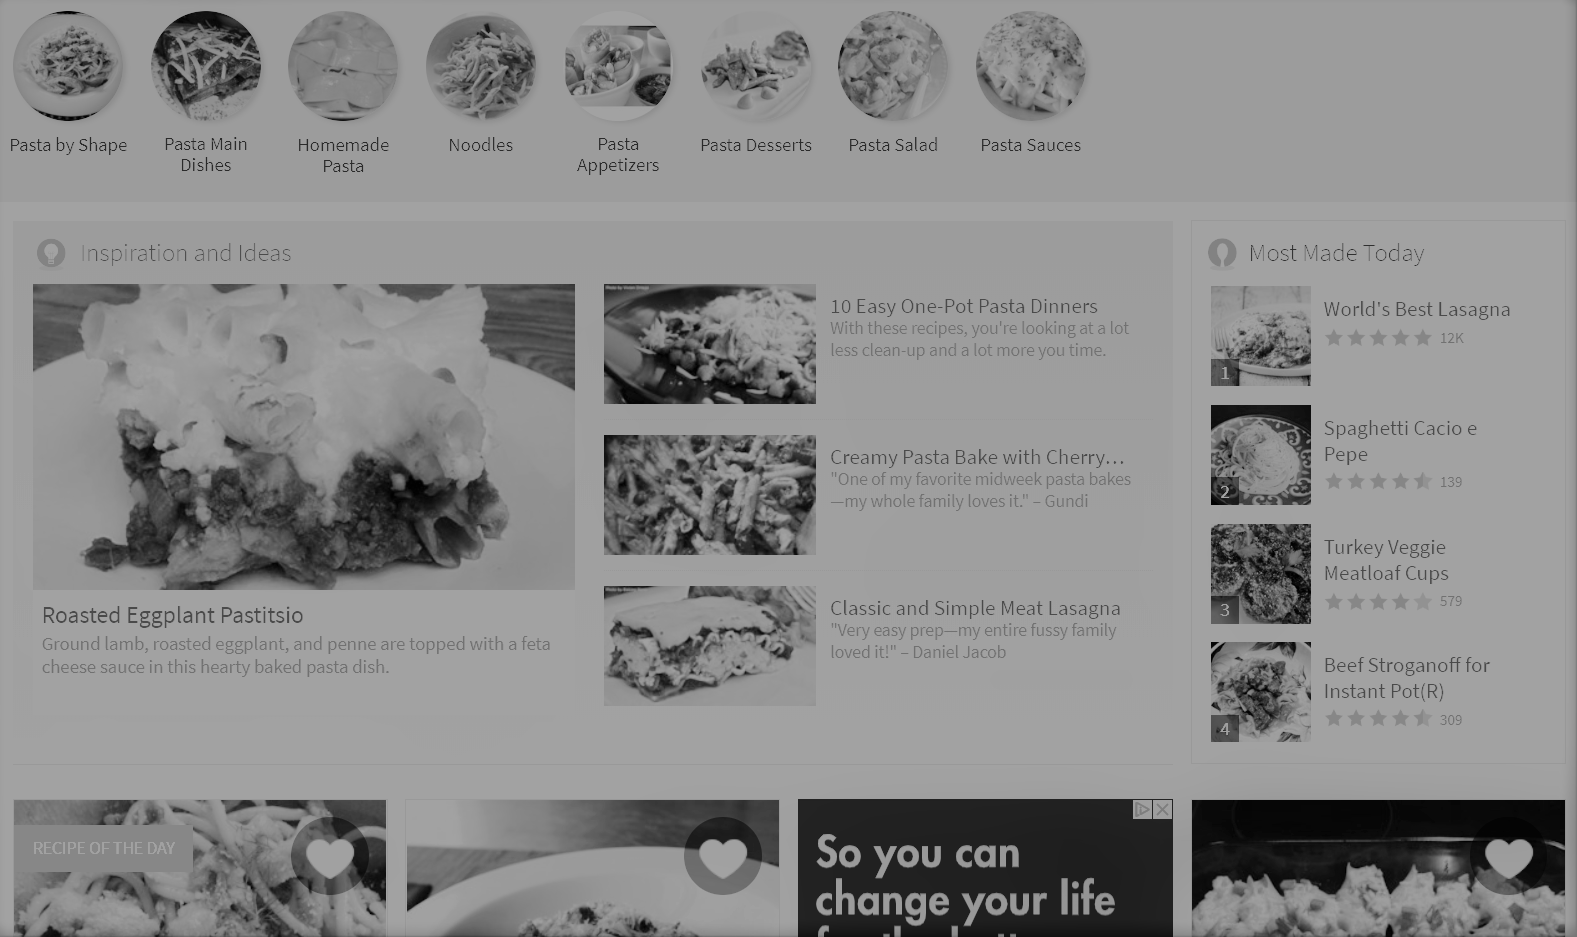 Pasta by Shape
Pasta Main
Dishes
Homemade
Pasta
Noodles
Pasta
Appetizers
Pasta Desserts
Pasta Salad
Pasta Sauces
Inspiration and Ideas
Roasted Eggplant Pastitsio
Ground lamb, roasted eggplant, and penne are topped with a feta
cheese sauce in this hearty baked pasta dish.
10 Easy One-Pot Pasta Dinners
With these recipes, you're looking at a lot
less clean-up and a lot more you time.
Creamy Pasta Bake with Cherry...
"One of my favorite midweek pasta bakes
—my whole family loves it." – Gundi
Classic and Simple Meat Lasagna
"Very easy prep—my entire fussy family
loved it!" – Daniel Jacob
Most Made Today
1
World's Best Lasagna
12K
2
Spaghetti Cacio e
Pepe
139
3
Turkey Veggie
Meatloaf Cups
579
4
Beef Stroganoff for
Instant Pot(R)
309
RECIPE OF THE DAY
So you can
change your life